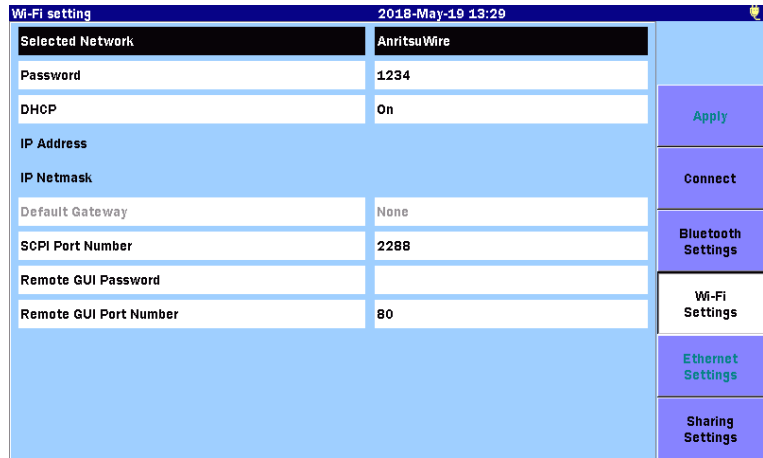 Wi-Fi setting 2018-May-19 13:29
Selected Network AnritsuWire
Password 1234
DHCP On
IP Address
IP Netmask
Default Gateway None
SCPI Port Number 2288
Remote GUI Password
Remote GUI Port Number 80
Apply
Connect
Bluetooth
Settings
Wi-Fi
Settings
Ethernet
Settings
Sharing
Settings